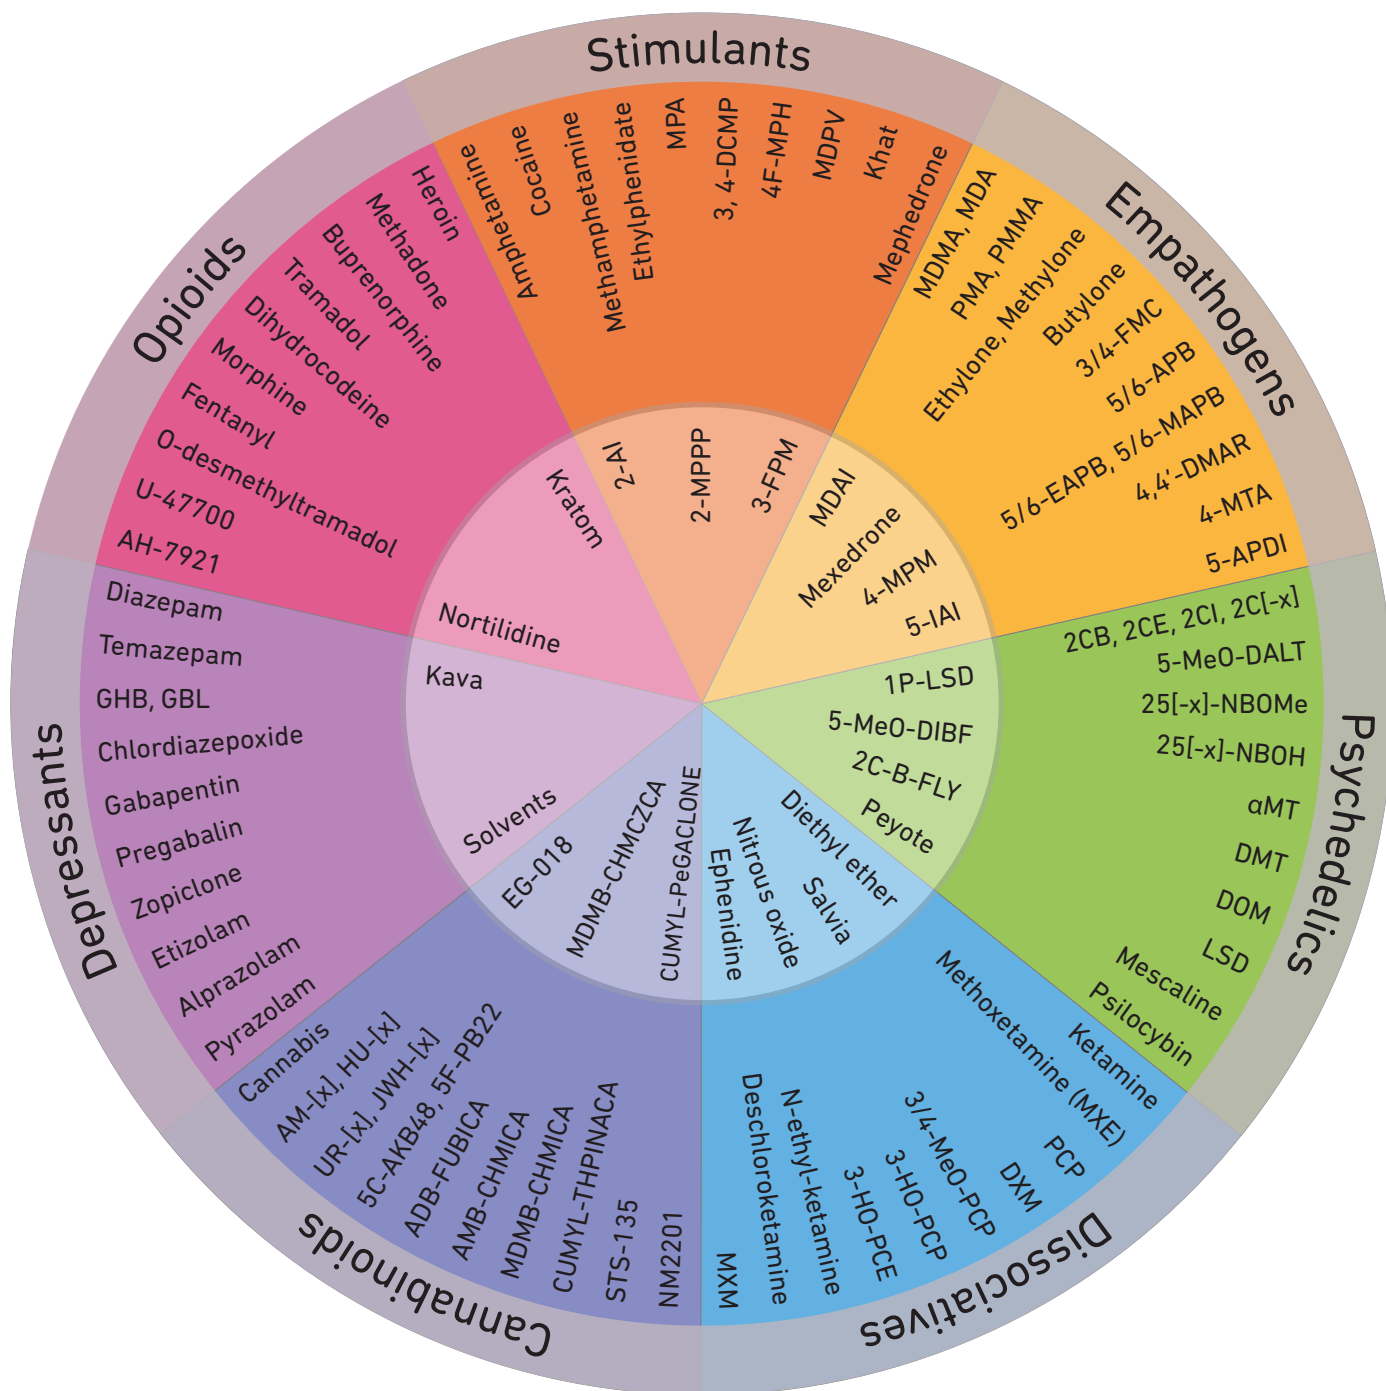 Stimulants
Amphetamine
Cocaine
Methamphetamine
Ethylphenidate
MPA
3, 4-DCMP
4F-MPH
MDPV
Khat
Mephedrone
2-AI
2-MPPP
3-FPM
Empathogens
MDMA, MDA
PMA, PMMA
Ethylone, Methylone
Butylone
3/4-FMC
5/6-APB
5/6-EAPB, 5/6-MAPB
4,4‘-DMAR
4-MTA
5-APDI
MDAI
Mexedrone
4-MPM
5-IAI
Psychedelics
2CB, 2CE, 2CI, 2C[-x]
5-MeO-DALT
25[-x]-NBOMe
25[-x]-NBOH
αMT
DMT
DOM
LSD
Mescaline
Psilocybin
1P-LSD
5-MeO-DIBF
2C-B-FLY
Peyote
Dissociatives
Ketamine
Methoxetamine (MXE)
PCP
DXM
3/4-MeO-PCP
3-HO-PCP
3-HO-PCE
N-ethyl-ketamine
Deschloroketamine
MXM
Diethyl ether
Salvia
Nitrous oxide
Ephenidine
Cannabinoids
Cannabis
AM-[x], HU-[x]
UR-[x], JWH-[x]
5C-AKB48, 5F-PB22
ADB-FUBICA
AMB-CHMICA
MDMB-CHMICA
CUMYL-THPINACA
STS-135
NM2201
EG-018
MDMB-CHMCZCA
CUMYL-PeGACLONE
Depressants
Diazepam
Temazepam
GHB, GBL
Chlordiazepoxide
Gabapentin
Pregabalin
Zopiclone
Etizolam
Alprazolam
Pyrazolam
Kava
Solvents
Opioids
Heroin
Methadone
Buprenorphine
Tramadol
Dihydrocodeine
Morphine
Fentanyl
O-desmethyltramadol
U-47700
AH-7921
Kratom
Nortilidine